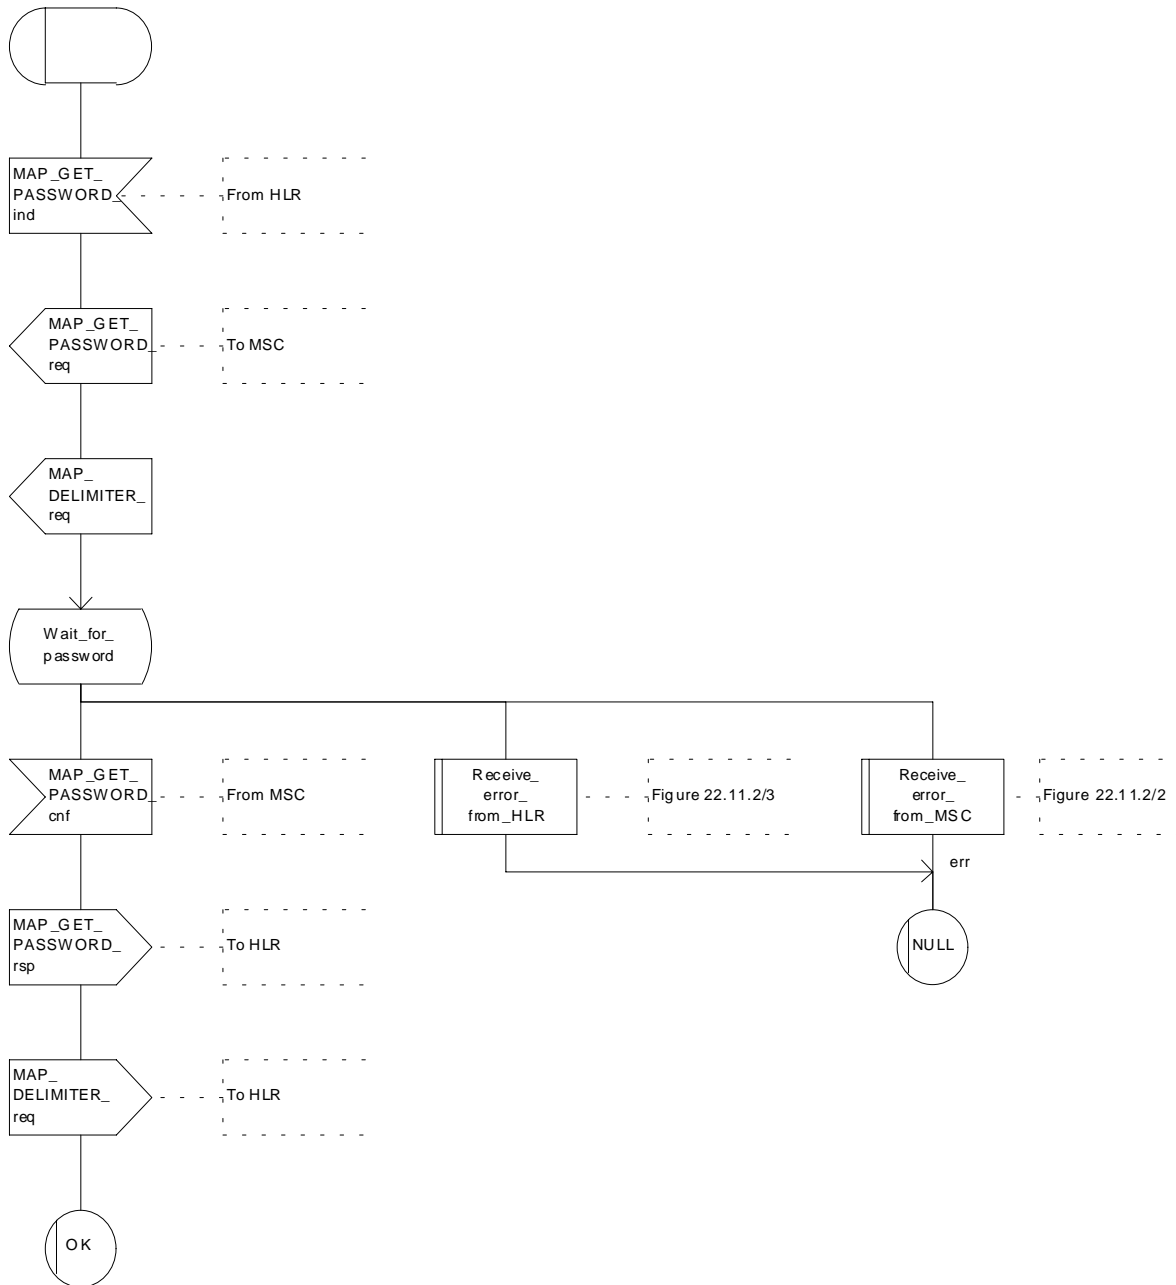 MAP_GET_
PASSWORD_
ind
From HLR
MAP_GET_
PASSWORD_
req
To MSC
MAP_
DELIMITER_
req
Wait_for_
password
MAP_GET_
PASSWORD_
cnf
From MSC
Receive_
error_
from_HLR
Figure 22.11.2/3
Receive_
error_
from_MSC
Figure 22.11.2/2
err
MAP_GET_
PASSWORD_
rsp
To HLR
NULL
MAP_
DELIMITER_
req
To HLR
OK